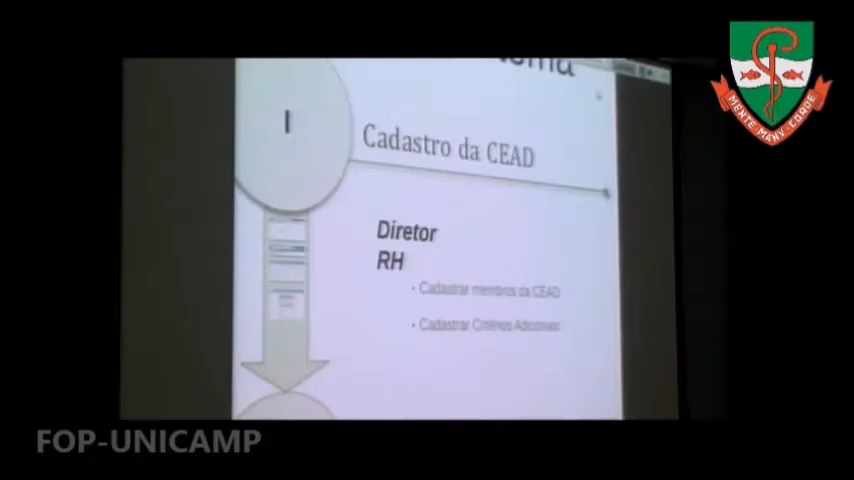 I
Cadastro da CEAD
Diretor
RH
• Cadastrar membros da CEAD
• Cadastrar Critérios Adicionais
MENTE MANV-CORDE
FOP-UNICAMP